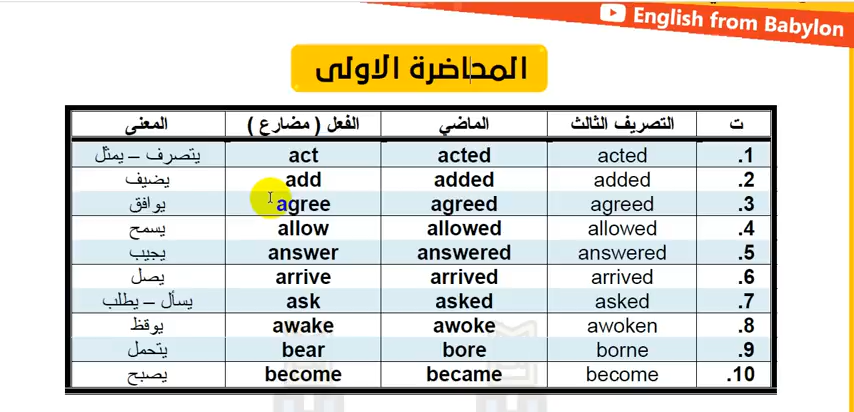 English from Babylon
المحاضرة الاولى
ت التصريف الثالث الماضي الفعل ( مضارع ) المعنى
1. acted acted act يتصرف – يمثل
2. added added add يضيف
3. agreed agreed agree يوافق
4. allowed allowed allow يسمح
5. answered answered answer يجيب
6. arrived arrived arrive يصل
7. asked asked ask يسأل – يطلب
8. awoken awoke awake يوقظ
9. borne bore bear يتحمل
10. become became become يصبح